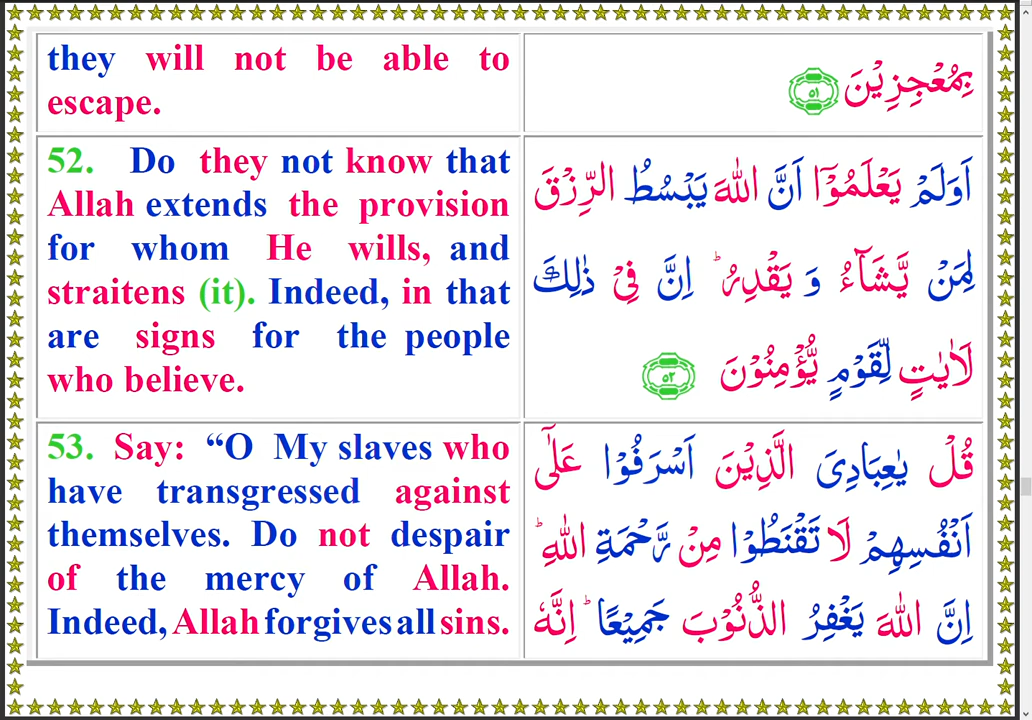 they will not be able to
escape.
بِمُعْجِزِيْنَ ﴿۵۱﴾
52. Do they not know that
Allah extends the provision
for whom He wills, and
straitens (it). Indeed, in that
are signs for the people
who believe.
اَوَلَمْ يَعْلَمُوْۤا اَنَّ اللّٰهَ يَبْسُطُ الرِّزْقَ
لِمَنْ يَّشَآءُ وَ يَقْدِرُ ؕ اِنَّ فِىْ ذٰلِكَ
لَاٰيٰتٍ لِّقَوْمٍ يُّؤْمِنُوْنَ ﴿۵۲﴾
53. Say: “O My slaves who
have transgressed against
themselves. Do not despair
of the mercy of Allah.
Indeed, Allah forgives all sins.
قُلْ يٰعِبَادِىَ الَّذِيْنَ اَسْرَفُوْا عَلٰٓى
اَنْفُسِهِمْ لَا تَقْنَطُوْا مِنْ رَّحْمَةِ اللّٰهِ ؕ
اِنَّ اللّٰهَ يَغْفِرُ الذُّنُوْبَ جَمِيْعًا ؕ اِنَّهٗ